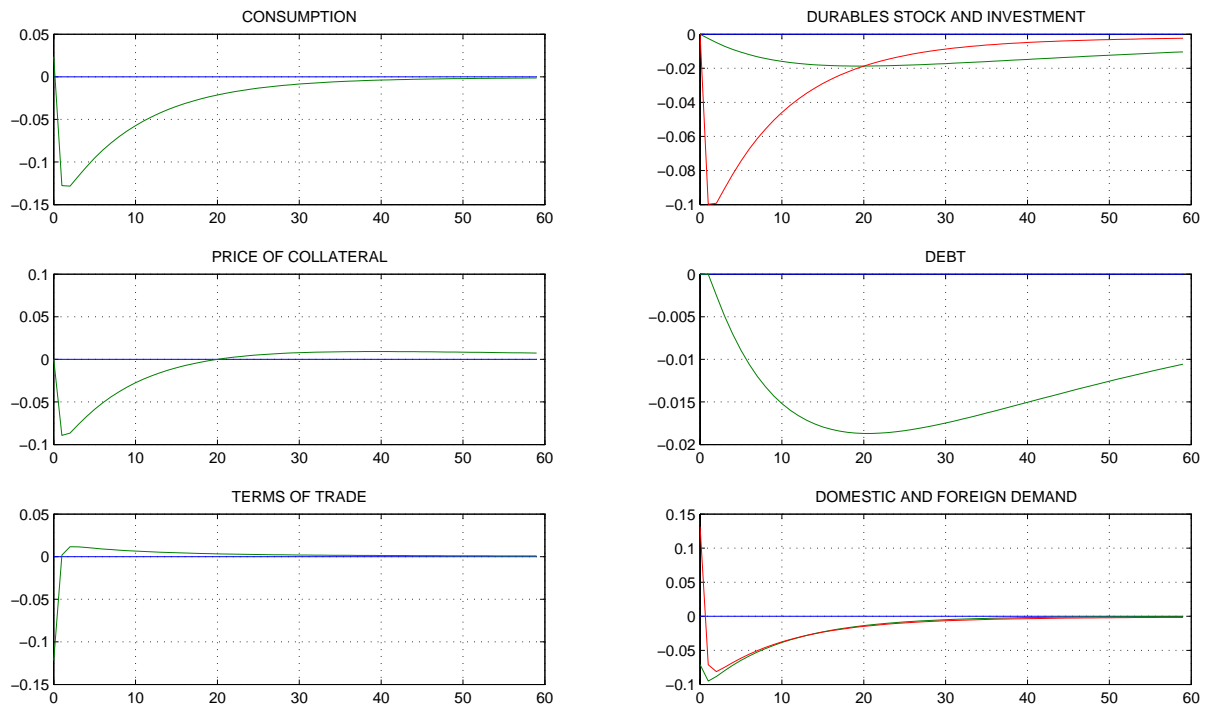 CONSUMPTION
0.05
0
−0.05
−0.1
−0.15
0 10 20 30 40 50 60
DURABLES STOCK AND INVESTMENT
0
−0.02
−0.04
−0.06
−0.08
−0.1
0 10 20 30 40 50 60
PRICE OF COLLATERAL
0.1
0.05
0
−0.05
−0.1
0 10 20 30 40 50 60
DEBT
0
−0.005
−0.01
−0.015
−0.02
0 10 20 30 40 50 60
TERMS OF TRADE
0.05
0
−0.05
−0.1
−0.15
0 10 20 30 40 50 60
DOMESTIC AND FOREIGN DEMAND
0.15
0.1
0.05
0
−0.05
−0.1
0 10 20 30 40 50 60